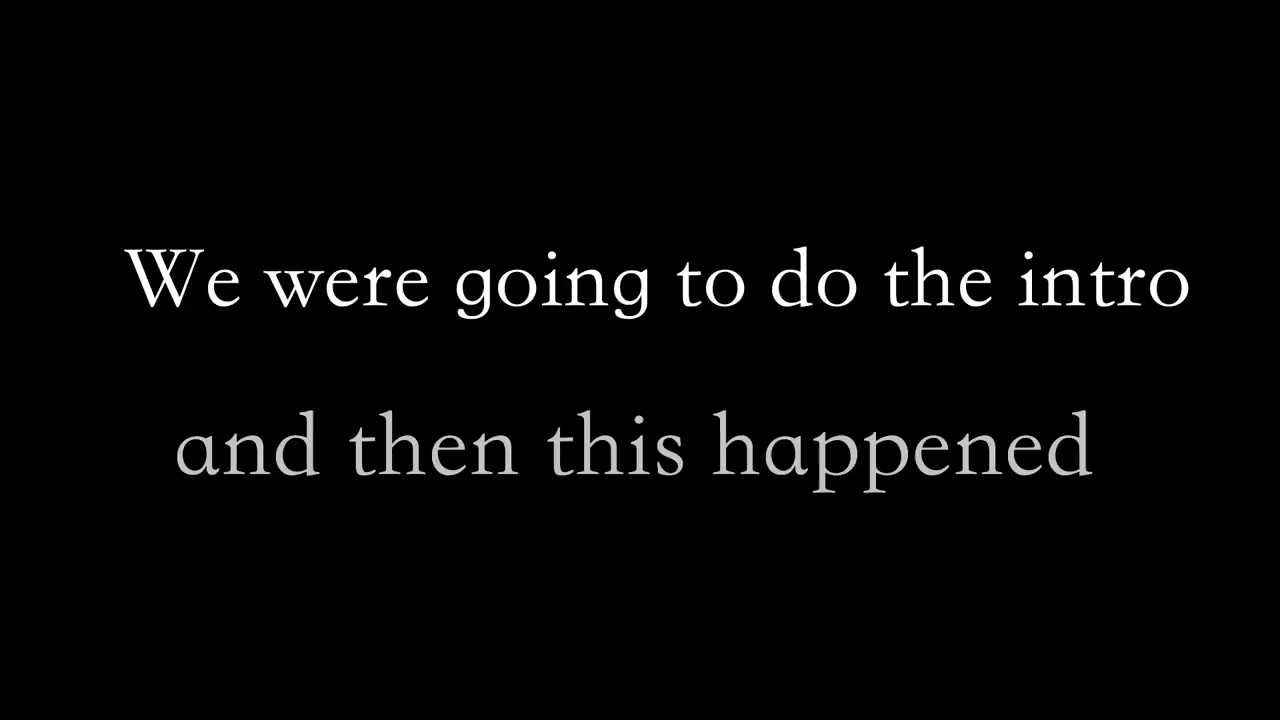 We were going to do the intro
and then this happened